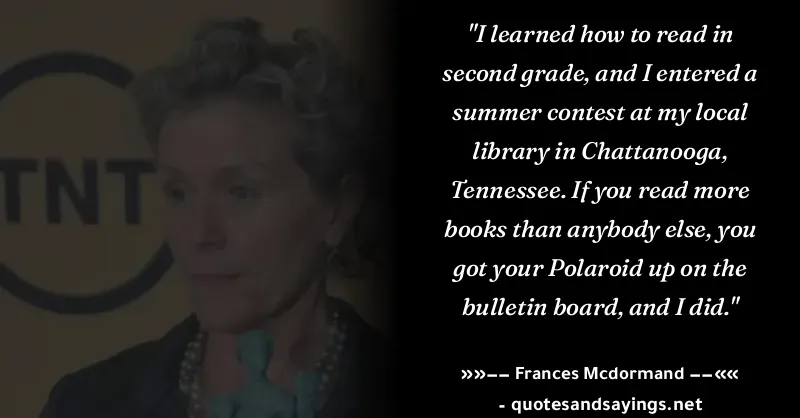 TNT
"I learned how to read in
second grade, and I entered a
summer contest at my local
library in Chattanooga,
Tennessee. If you read more
books than anybody else, you
got your Polaroid up on the
bulletin board, and I did."
»»−− Frances Mcdormand −−««
- quotesandsayings.net